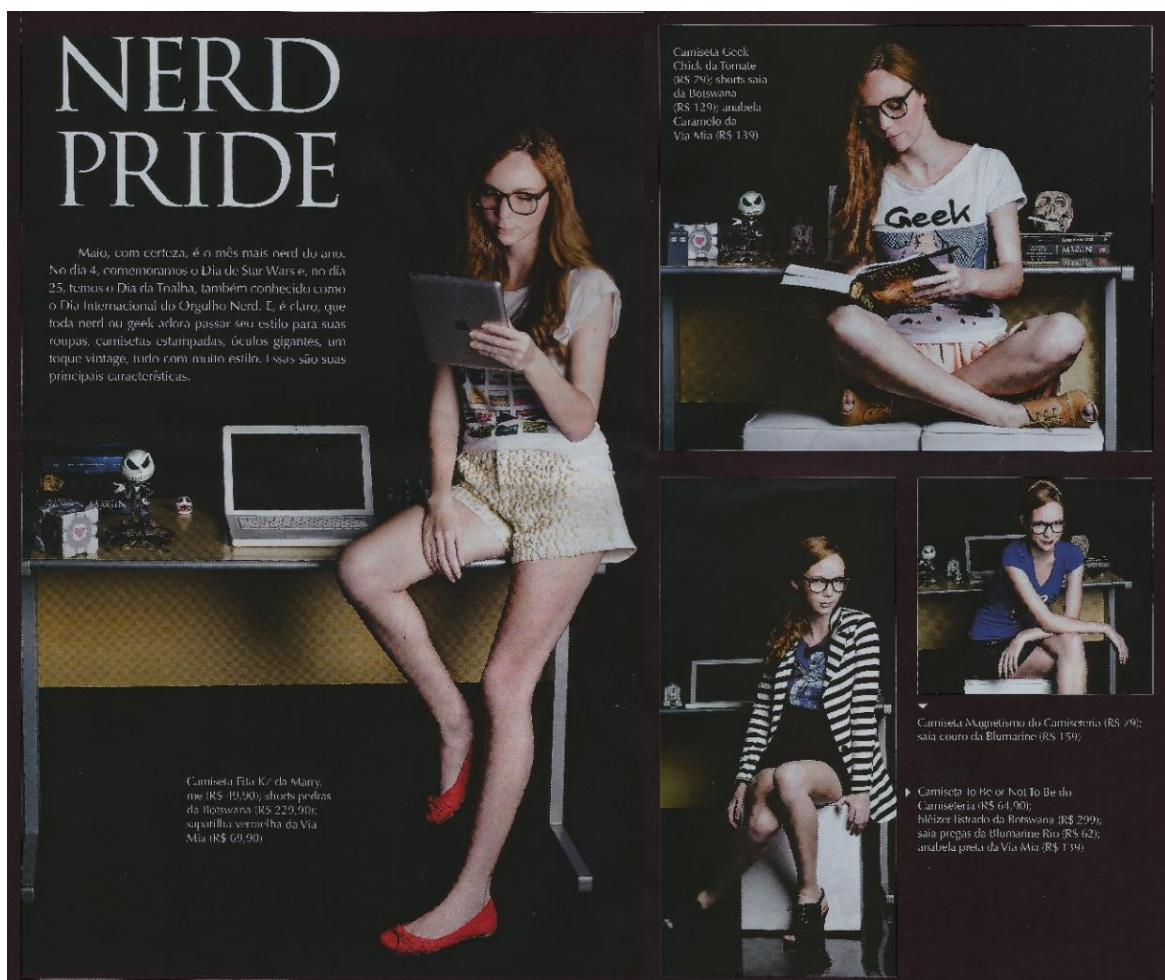 NERD
PRIDE
Maio, com certeza, é o mês mais nerd do ano.
No dia 4, comemoramos o Dia de Star Wars e, no dia
25, temos o Dia da Toalha, também conhecido como
o Dia Internacional do Orgulho Nerd. E, é claro, que
toda nerd ou geek adora passar seu estilo para suas
roupas, camisetas estampadas, óculos gigantes, um
toque vintage, tudo com muito estilo. Essas são suas
principais características.
MARTIN
Camiseta Fita K7 da Marry,
me (R$ 49,90); shorts pedras
da Botswana (R$ 229,90);
sapatilha vermelha da Via
Mia (R$ 69,90)
Camiseta Geek
Chick da Tomate
(R$ 79); shorts saia
da Botswana
(R$ 129); anabela
Caramelo da
Via Mia (R$ 139)
Geek
MARTIN
Camiseta Magnetismo do Camiseteria (R$ 79);
saia couro da Blumarine (R$ 159)
Camiseta To Be or Not To Be do
Camiseteria (R$ 64,90);
blêizer listrado da Botswana (R$ 299);
saia pregas da Blumarine Rio (R$ 62);
anabela preta da Via Mia (R$ 139)